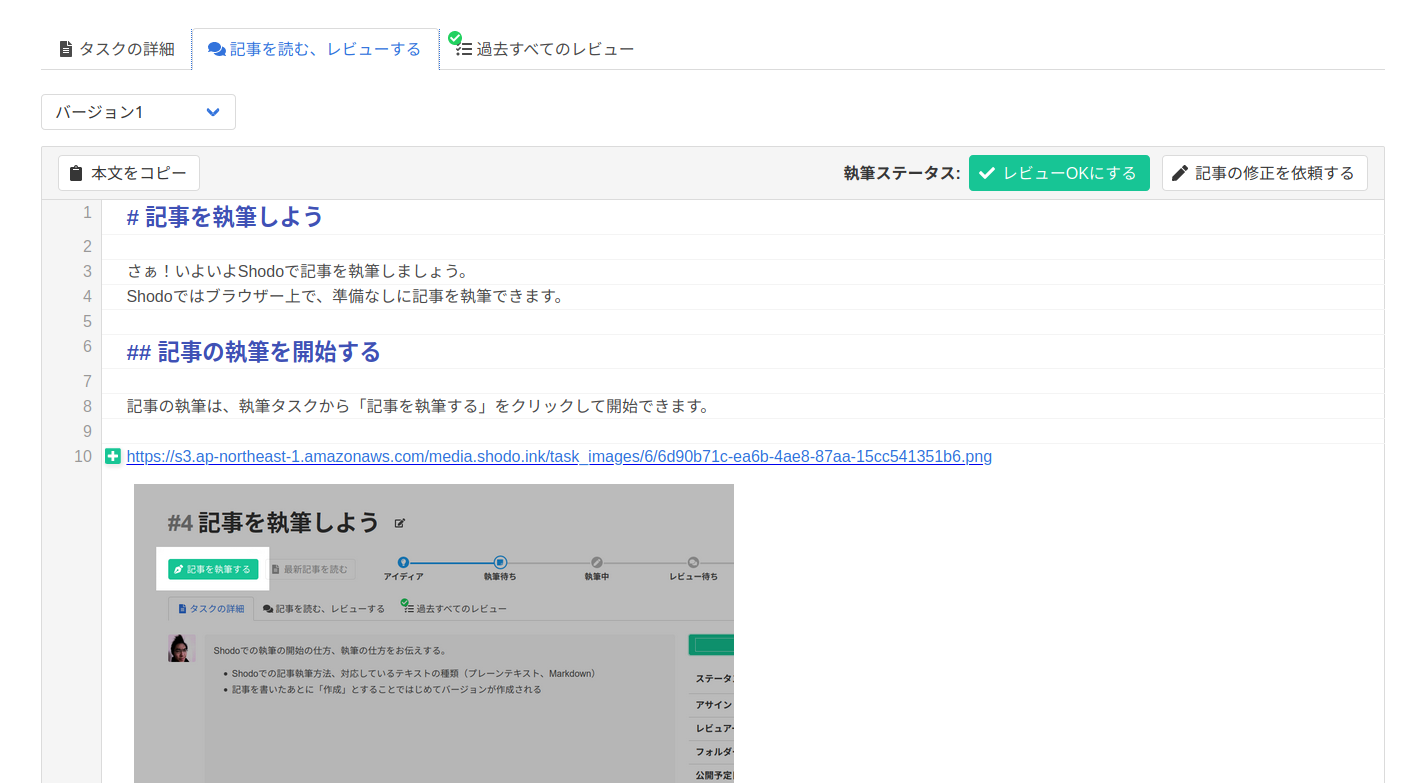 タスクの詳細 記事を読む、レビューする 過去すべてのレビュー
バージョン1
本文をコピー 執筆ステータス: レビューOKにする 記事の修正を依頼する
1 # 記事を執筆しよう
2
3 さぁ！いよいよShodoで記事を執筆しましょう。
4 Shodoではブラウザー上で、準備なしに記事を執筆できます。
5
6 ## 記事の執筆を開始する
7
8 記事の執筆は、執筆タスクから「記事を執筆する」をクリックして開始できます。
9
10 https://s3.ap-northeast-1.amazonaws.com/media.shodo.ink/task_images/6/6d90b71c-ea6b-4ae8-87aa-15cc541351b6.png
#4 記事を執筆しよう
記事を執筆する 最新記事を読む
アイディア 執筆待ち 執筆中 レビュー待ち
タスクの詳細 記事を読む、レビューする 過去すべてのレビュー
Shodoでの執筆の開始の仕方、執筆の仕方をお伝えする。
• Shodoでの記事執筆方法、対応しているテキストの種類（プレーンテキスト、Markdown）
• 記事を書いたあとに「作成」とすることではじめてバージョンが作成される
ステータ
アサイン
レビュアー
フォルダー
公開予定